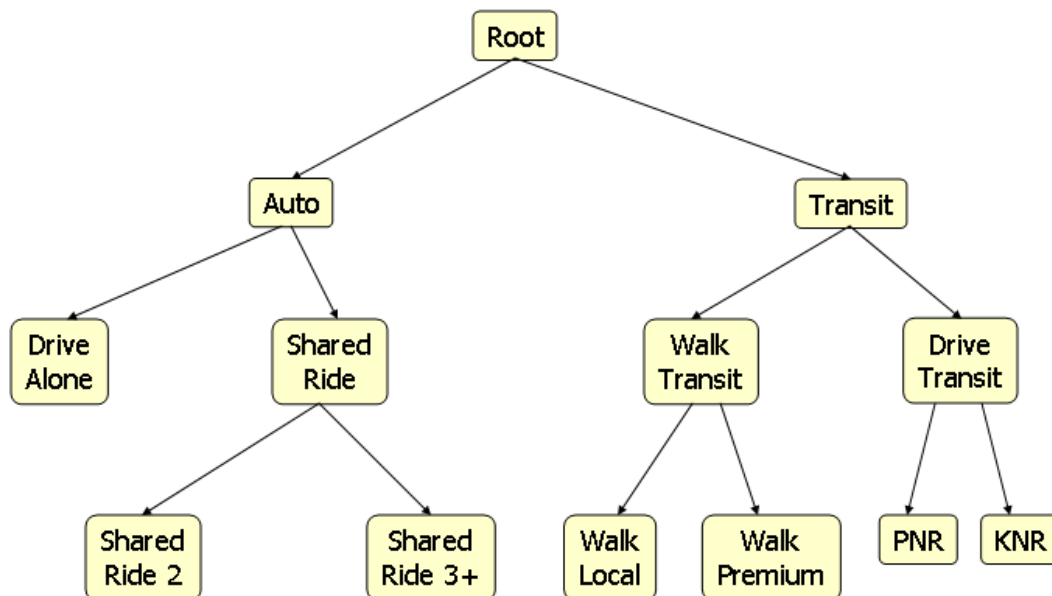 Root
Auto
Transit
Drive
Alone
Shared
Ride
Walk
Transit
Drive
Transit
Shared
Ride 2
Shared
Ride 3+
Walk
Local
Walk
Premium
PNR
KNR